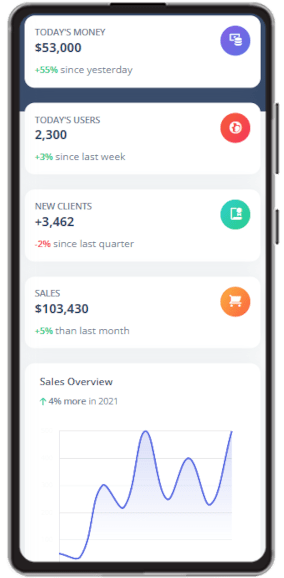 TODAY'S MONEY
$53,000
+55% since yesterday
TODAY'S USERS
2,300
+3% since last week
NEW CLIENTS
+3,462
-2% since last quarter
SALES
$103,430
+5% than last month
Sales Overview
4% more in 2021